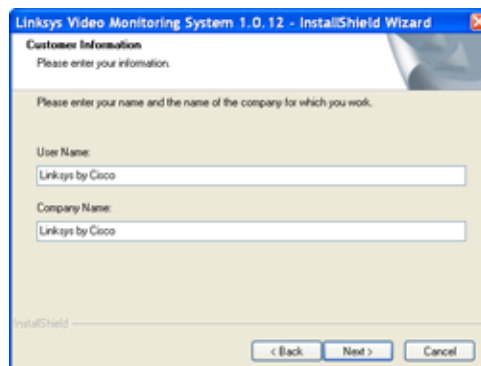 Linksys Video Monitoring System 1.0.12 - InstallShield Wizard
Customer Information
Please enter your information.
Please enter your name and the name of the company for which you work.
User Name:
Linksys by Cisco
Company Name:
Linksys by Cisco
InstallShield
< Back
Next >
Cancel